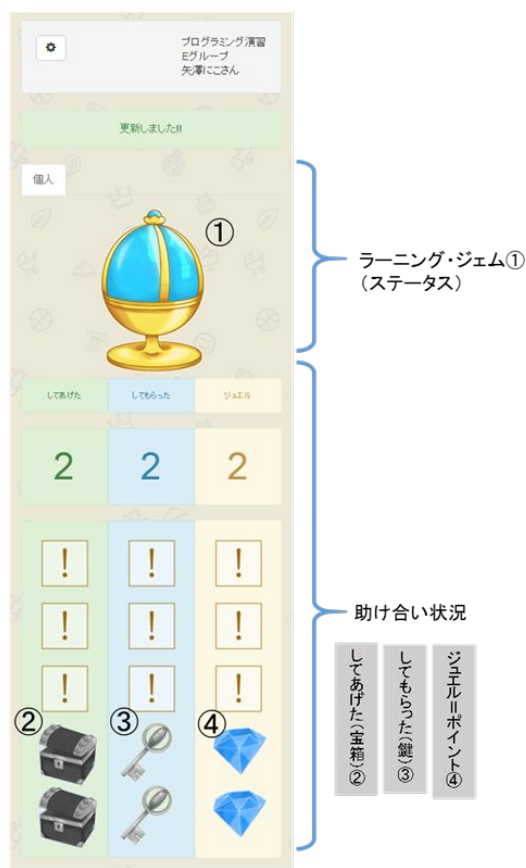 プログラミング演習
Eグループ
矢澤にこさん
更新しました!!!
個人
①
ラーニング・ジェム①
(ステータス)
してあげた
してもらった
ジュエル
2
2
2
! ! !
! ! !
! ! !
助け合い状況
② ③ ④
してあげた(宝箱)②
してもらった(鍵)③
ジュエル=ポイント④